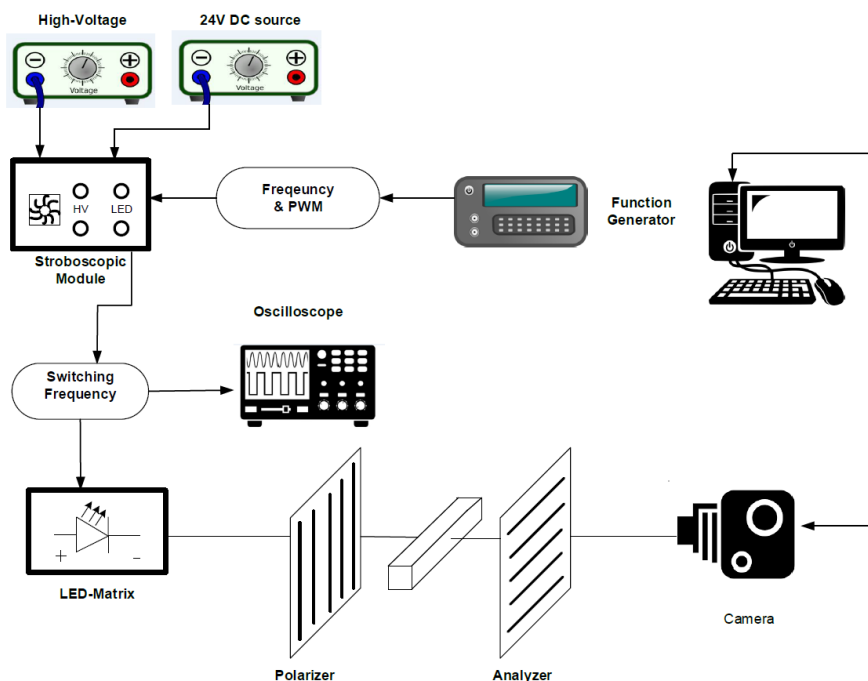 High-Voltage
24V DC source
Voltage
Voltage
HV
LED
Stroboscopic
Module
Freqeuncy
& PWM
Function
Generator
Oscilloscope
Switching
Frequency
+
-
LED-Matrix
Polarizer
Analyzer
Camera